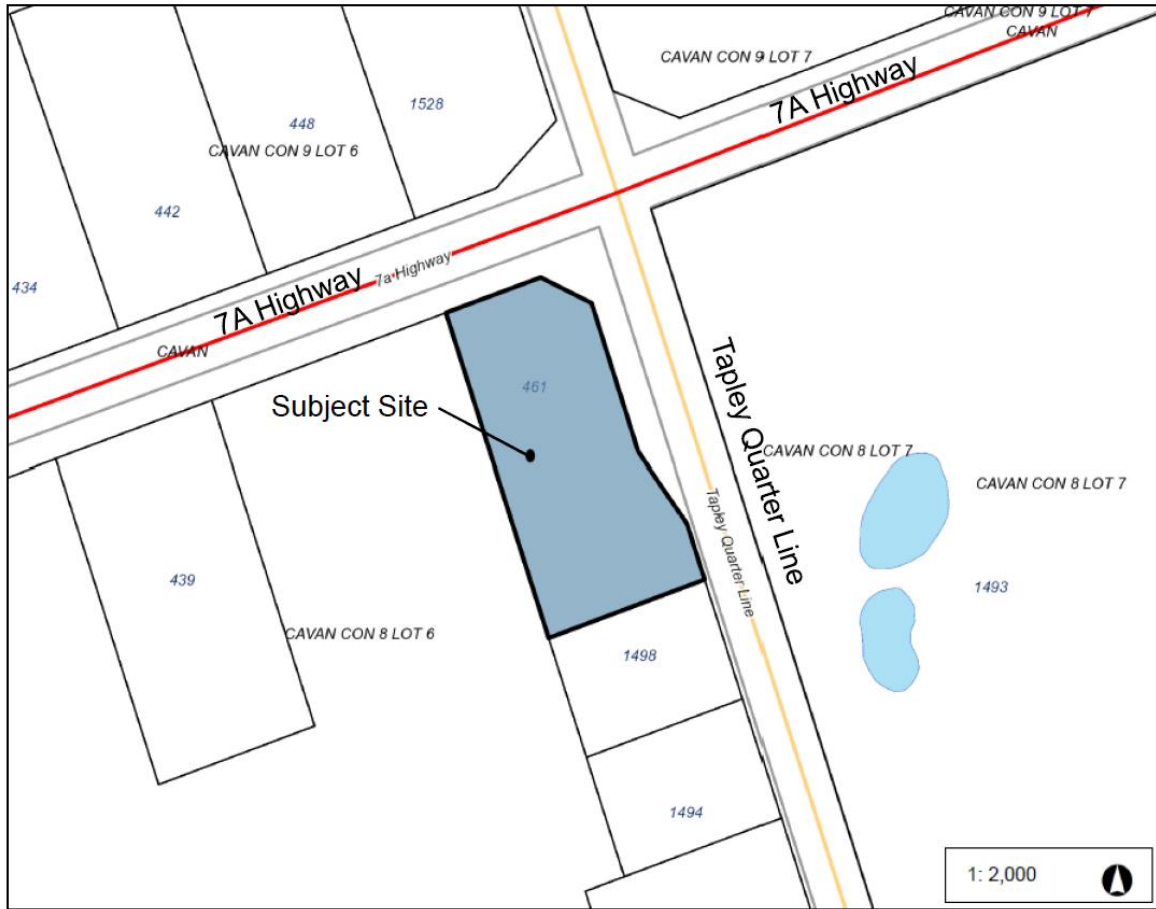 CAVAN CON 9 LOT 7
CAVAN
CAVAN CON 9 LOT 7
7A Highway
1528
448
CAVAN CON 9 LOT 6
442
434
7a Highway
7A Highway
CAVAN
461
Subject Site
Tapley Quarter Line
CAVAN CON 8 LOT 7
CAVAN CON 8 LOT 7
Tapley Quarter Line
439
1493
CAVAN CON 8 LOT 6
1498
1494
1: 2,000